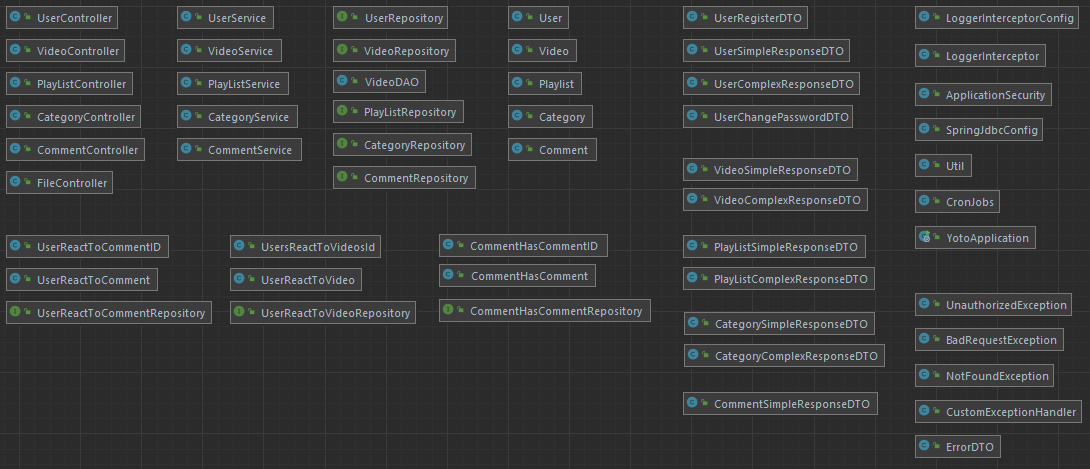 UserController
VideoController
PlayListController
CategoryController
CommentController
FileController
UserService
VideoService
PlayListService
CategoryService
CommentService
UserRepository
VideoRepository
VideoDAO
PlayListRepository
CategoryRepository
CommentRepository
User
Video
Playlist
Category
Comment
UserReactToCommentID
UserReactToComment
UserReactToCommentRepository
UsersReactToVideosId
UserReactToVideo
UserReactToVideoRepository
CommentHasCommentID
CommentHasComment
CommentHasCommentRepository
UserRegisterDTO
UserSimpleResponseDTO
UserComplexResponseDTO
UserChangePasswordDTO
VideoSimpleResponseDTO
VideoComplexResponseDTO
PlayListSimpleResponseDTO
PlayListComplexResponseDTO
CategorySimpleResponseDTO
CategoryComplexResponseDTO
CommentSimpleResponseDTO
LoggerInterceptorConfig
LoggerInterceptor
ApplicationSecurity
SpringJdbcConfig
Util
CronJobs
YotoApplication
UnauthorizedException
BadRequestException
NotFoundException
CustomExceptionHandler
ErrorDTO